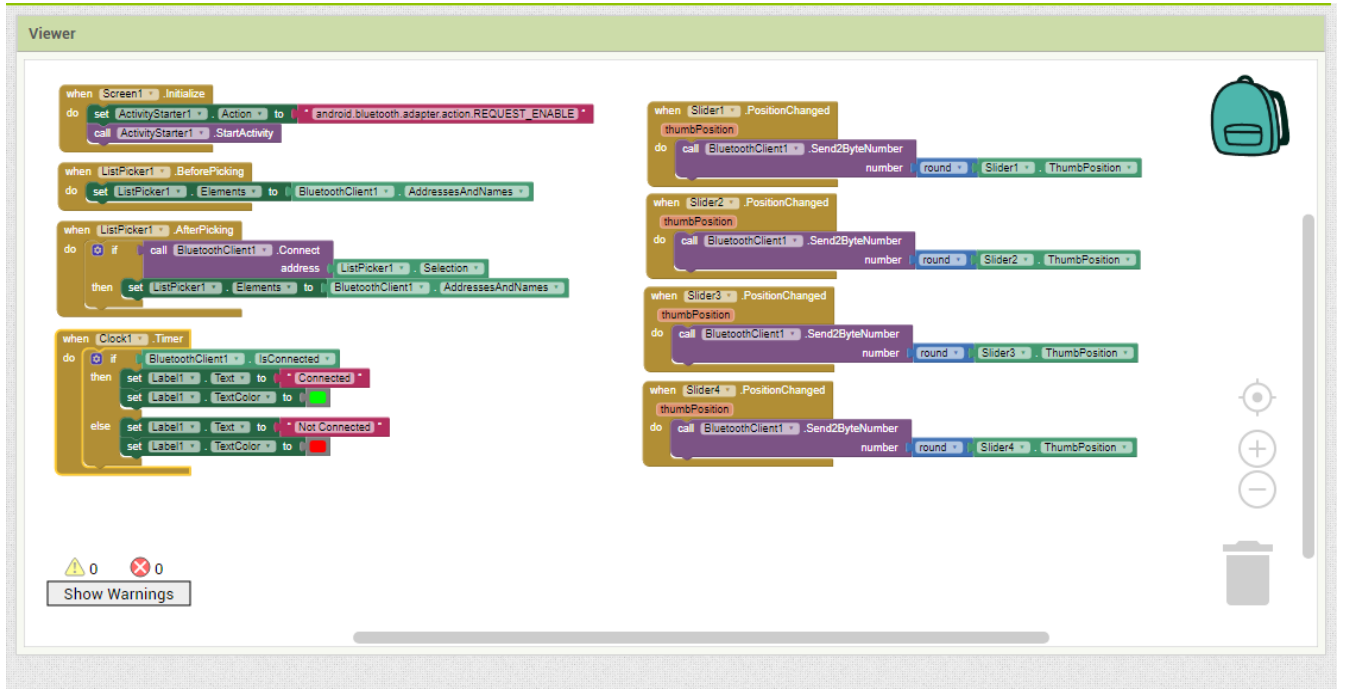 Viewer
when Screen1 .Initialize
do set ActivityStarter1 . Action to " android.bluetooth.adapter.action.REQUEST_ENABLE "
call ActivityStarter1 .StartActivity
when ListPicker1 .BeforePicking
do set ListPicker1 . Elements to BluetoothClient1 . AddressesAndNames
when ListPicker1 .AfterPicking
do if call BluetoothClient1 .Connect
address ListPicker1 . Selection
then set ListPicker1 . Elements to BluetoothClient1 . AddressesAndNames
when Clock1 .Timer
do if BluetoothClient1 . IsConnected
then set Label1 . Text to " Connected "
set Label1 . TextColor to
else set Label1 . Text to " Not Connected "
set Label1 . TextColor to
when Slider1 .PositionChanged
thumbPosition
do call BluetoothClient1 .Send2ByteNumber
number round Slider1 . ThumbPosition
when Slider2 .PositionChanged
thumbPosition
do call BluetoothClient1 .Send2ByteNumber
number round Slider2 . ThumbPosition
when Slider3 .PositionChanged
thumbPosition
do call BluetoothClient1 .Send2ByteNumber
number round Slider3 . ThumbPosition
when Slider4 .PositionChanged
thumbPosition
do call BluetoothClient1 .Send2ByteNumber
number round Slider4 . ThumbPosition
0 0
Show Warnings